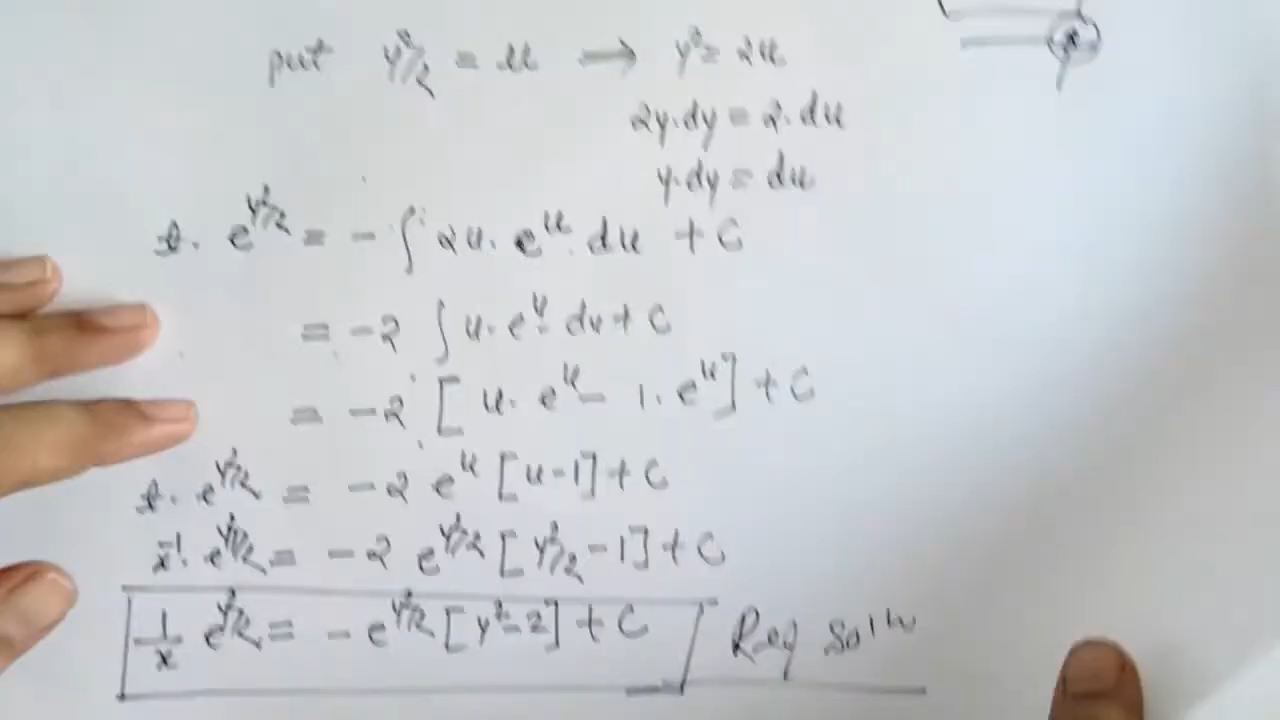 put y²/2 = u → y² = 2u
2y.dy = 2.du
y.dy = du
t. e^{y²/2} = - ∫ 2u. e^u. du + C
= -2 ∫ u. e^u. du + C
= -2 [ u. e^u - 1. e^u ] + C
t. e^{y²/2} = -2 e^u [u-1] + C
x^{-1}. e^{y²/2} = -2 e^{y²/2} [y²/2 - 1] + C
1/x e^{y²/2} = - e^{y²/2} [y² - 2] + C Req soln